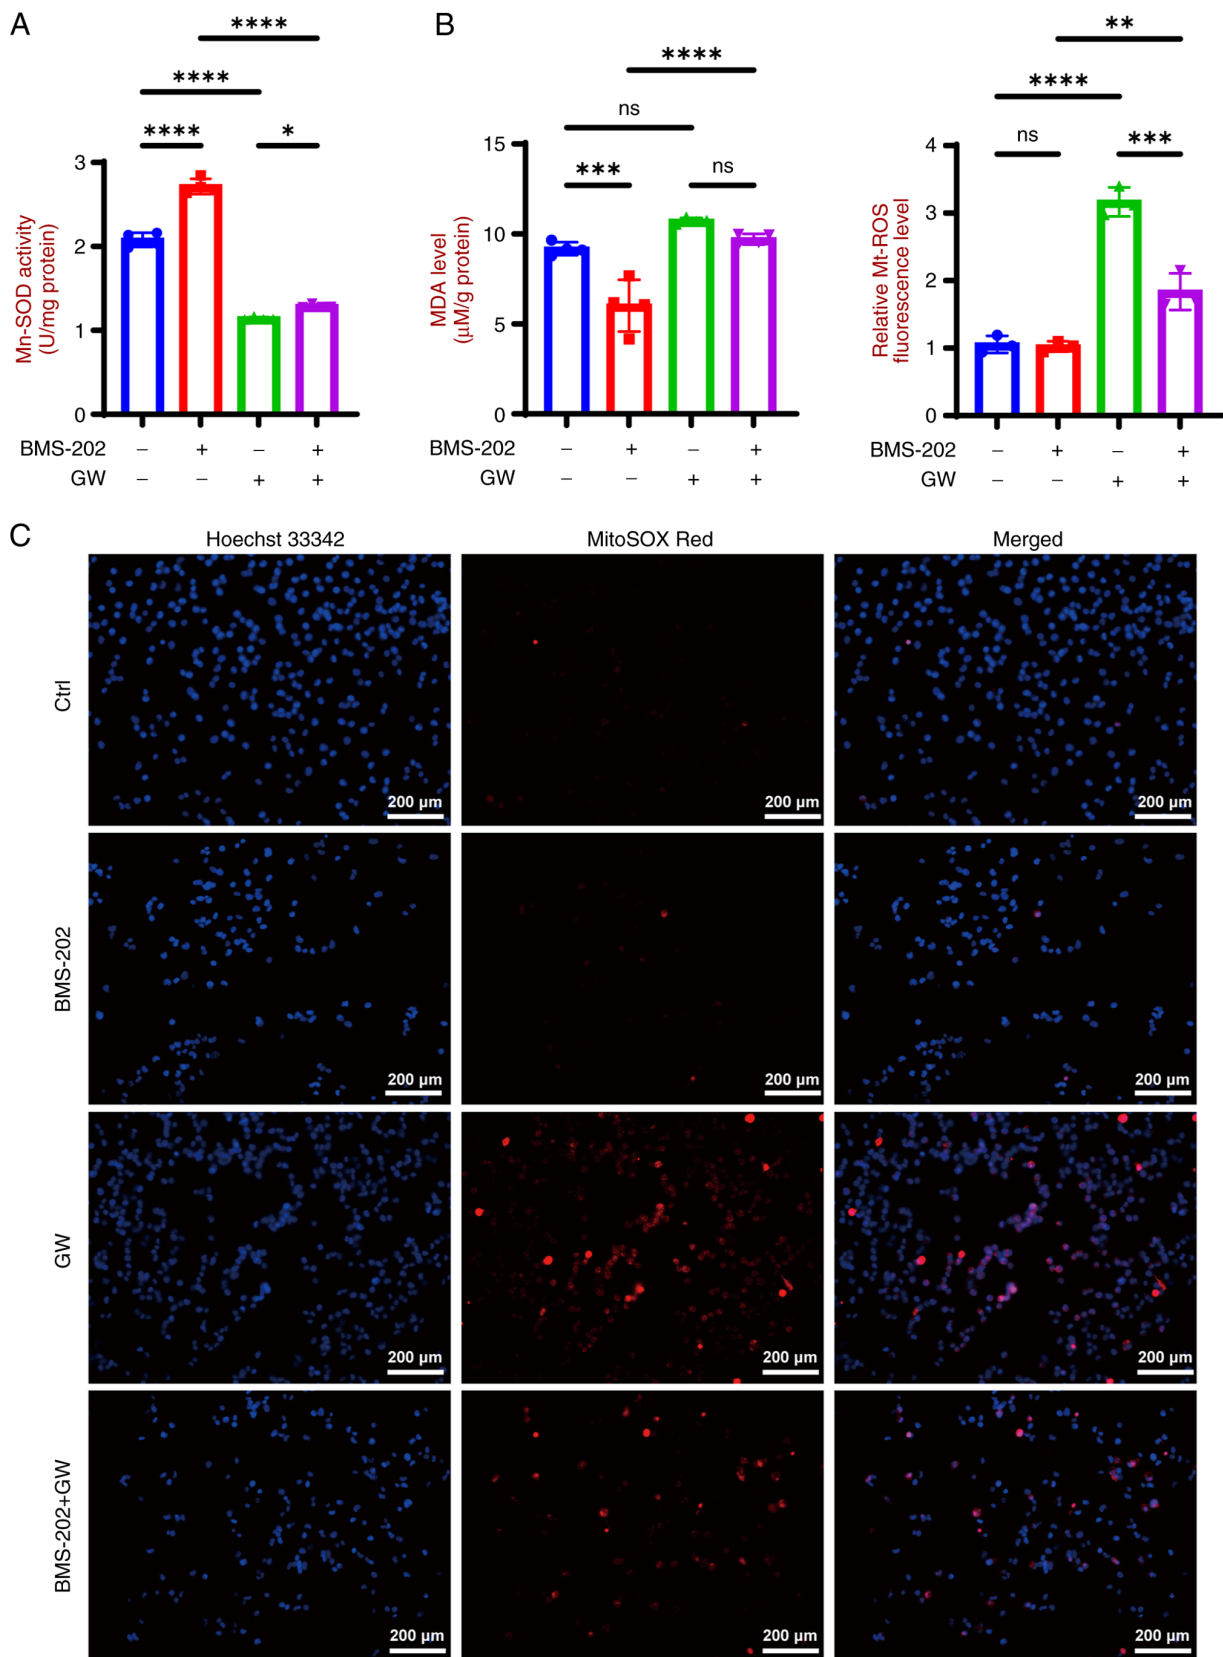 A
****
****
****
*
Mn-SOD activity
(U/mg protein)
3
2
1
0
BMS-202 – + – +
GW – – + +
B
****
ns
***
ns
MDA level
(µM/g protein)
15
10
5
0
BMS-202 – + – +
GW – – + +
**
****
ns
***
Relative Mt-ROS
fluorescence level
4
3
2
1
0
BMS-202 – + – +
GW – – + +
C
Hoechst 33342 MitoSOX Red Merged
Ctrl
200 µm 200 µm 200 µm
BMS-202
200 µm 200 µm 200 µm
GW
200 µm 200 µm 200 µm
BMS-202+GW
200 µm 200 µm 200 µm